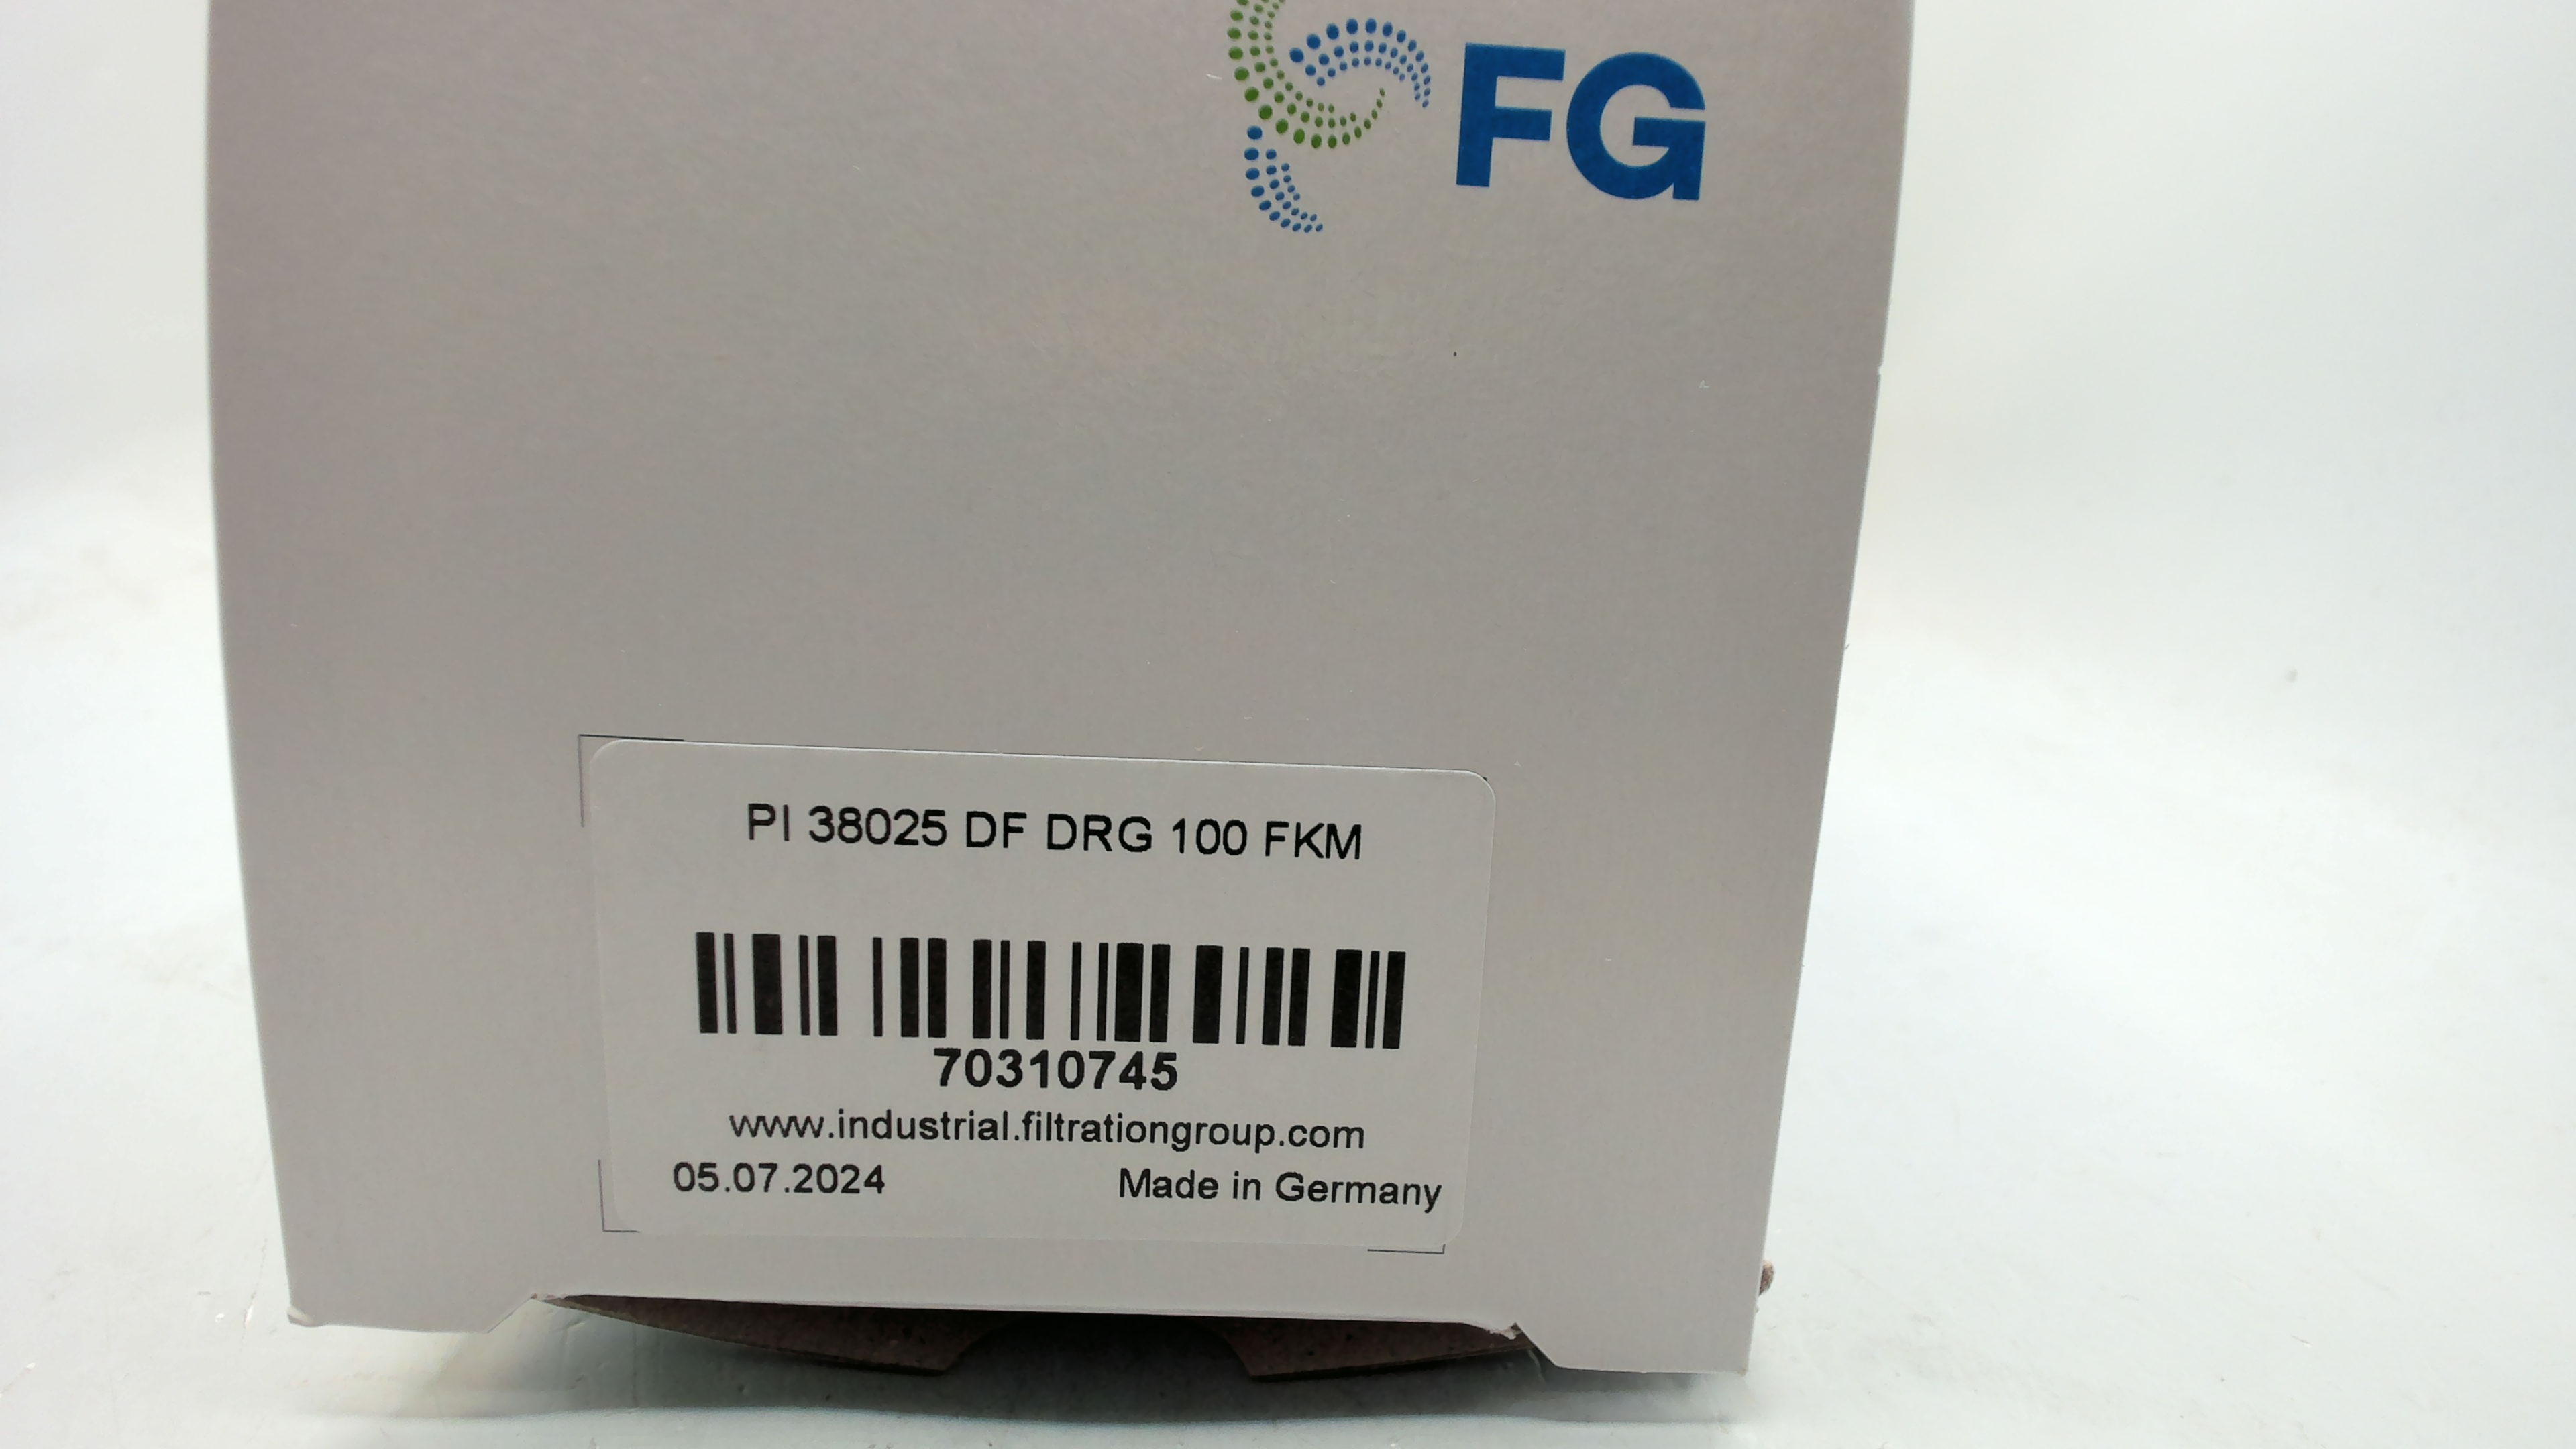 FG
PI 38025 DF DRG 100 FKM
70310745
www.industrial.filtrationgroup.com
05.07.2024 Made in Germany